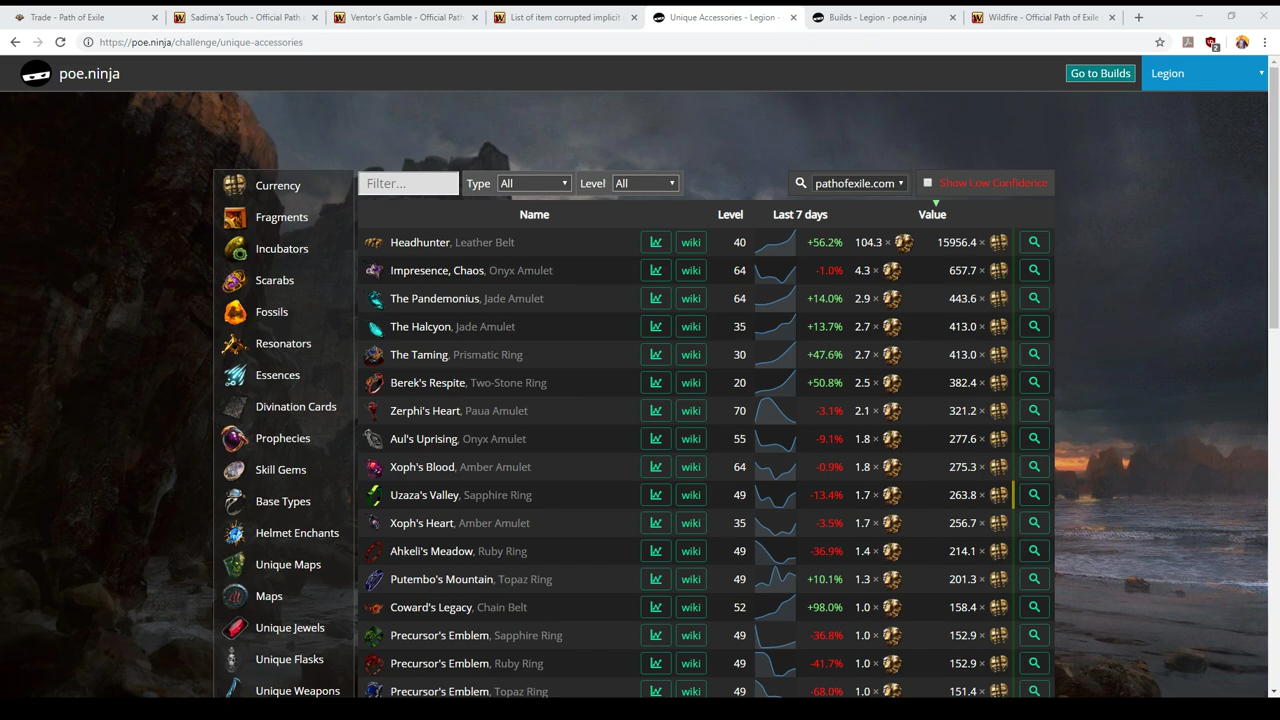 Trade - Path of Exile
Sadima's Touch - Official Path
Ventor's Gamble - Official Path
List of item corrupted implicit
Unique Accessories - Legion -
Builds - Legion - poe.ninja
Wildfire - Official Path of Exile
https://poe.ninja/challenge/unique-accessories
2
poe.ninja
Go to Builds
Legion
Currency
Fragments
Incubators
Scarabs
Fossils
Resonators
Essences
Divination Cards
Prophecies
Skill Gems
Base Types
Helmet Enchants
Unique Maps
Maps
Unique Jewels
Unique Flasks
Unique Weapons
Filter... Type All Level All pathofexile.com Show Low Confidence
Name Level Last 7 days Value
Headhunter, Leather Belt wiki 40 +56.2% 104.3 × 15956.4 ×
Impresence, Chaos, Onyx Amulet wiki 64 -1.0% 4.3 × 657.7 ×
The Pandemonius, Jade Amulet wiki 64 +14.0% 2.9 × 443.6 ×
The Halcyon, Jade Amulet wiki 35 +13.7% 2.7 × 413.0 ×
The Taming, Prismatic Ring wiki 30 +47.6% 2.7 × 413.0 ×
Berek's Respite, Two-Stone Ring wiki 20 +50.8% 2.5 × 382.4 ×
Zerphi's Heart, Paua Amulet wiki 70 -3.1% 2.1 × 321.2 ×
Aul's Uprising, Onyx Amulet wiki 55 -9.1% 1.8 × 277.6 ×
Xoph's Blood, Amber Amulet wiki 64 -0.9% 1.8 × 275.3 ×
Uzaza's Valley, Sapphire Ring wiki 49 -13.4% 1.7 × 263.8 ×
Xoph's Heart, Amber Amulet wiki 35 -3.5% 1.7 × 256.7 ×
Ahkeli's Meadow, Ruby Ring wiki 49 -36.9% 1.4 × 214.1 ×
Putembo's Mountain, Topaz Ring wiki 49 +10.1% 1.3 × 201.3 ×
Coward's Legacy, Chain Belt wiki 52 +98.0% 1.0 × 158.4 ×
Precursor's Emblem, Sapphire Ring wiki 49 -36.8% 1.0 × 152.9 ×
Precursor's Emblem, Ruby Ring wiki 49 -41.7% 1.0 × 152.9 ×
Precursor's Emblem, Topaz Ring wiki 49 -68.0% 1.0 × 151.4 ×